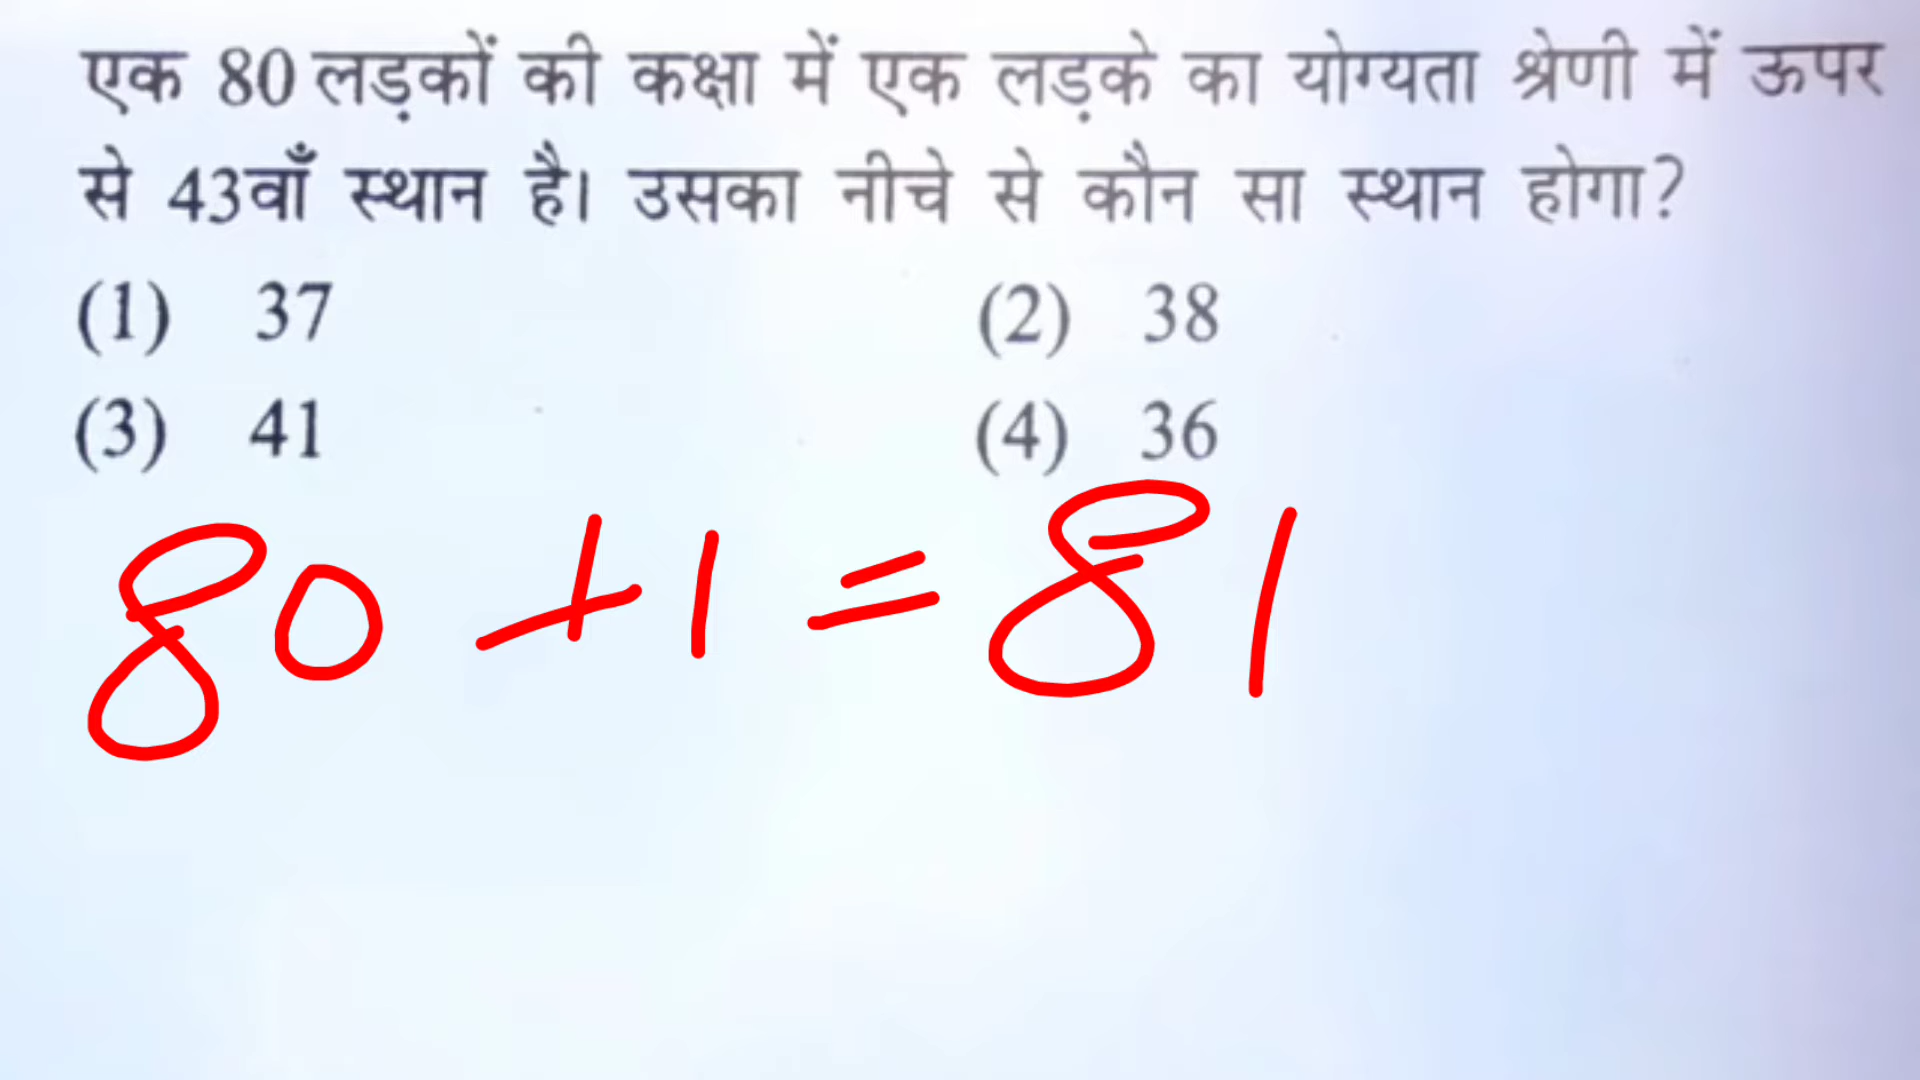 एक 80 लड़कों की कक्षा में एक लड़के का योग्यता श्रेणी में ऊपर
से 43वाँ स्थान है। उसका नीचे से कौन सा स्थान होगा?
(1) 37 (2) 38
(3) 41 (4) 36
80 + 1 = 81